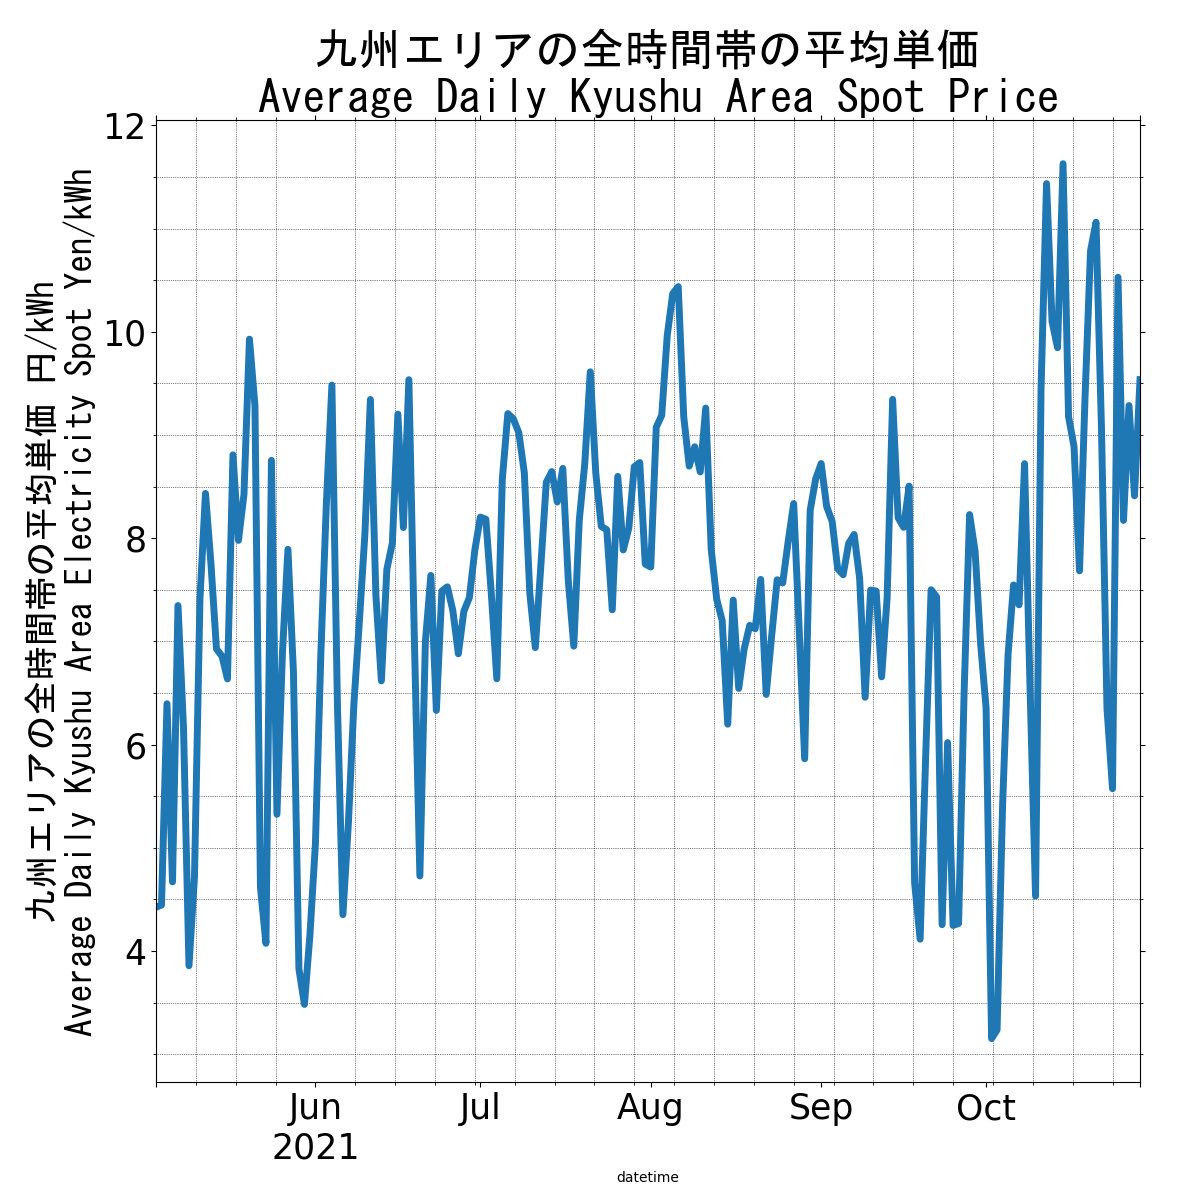 九州エリアの全時間帯の平均単価
Average Daily Kyushu Area Spot Price
九州エリアの全時間帯の平均単価 円/kWh
Average Daily Kyushu Area Electricity Spot Yen/kWh
12
10
8
6
4
Jun Jul Aug Sep Oct
2021
datetime